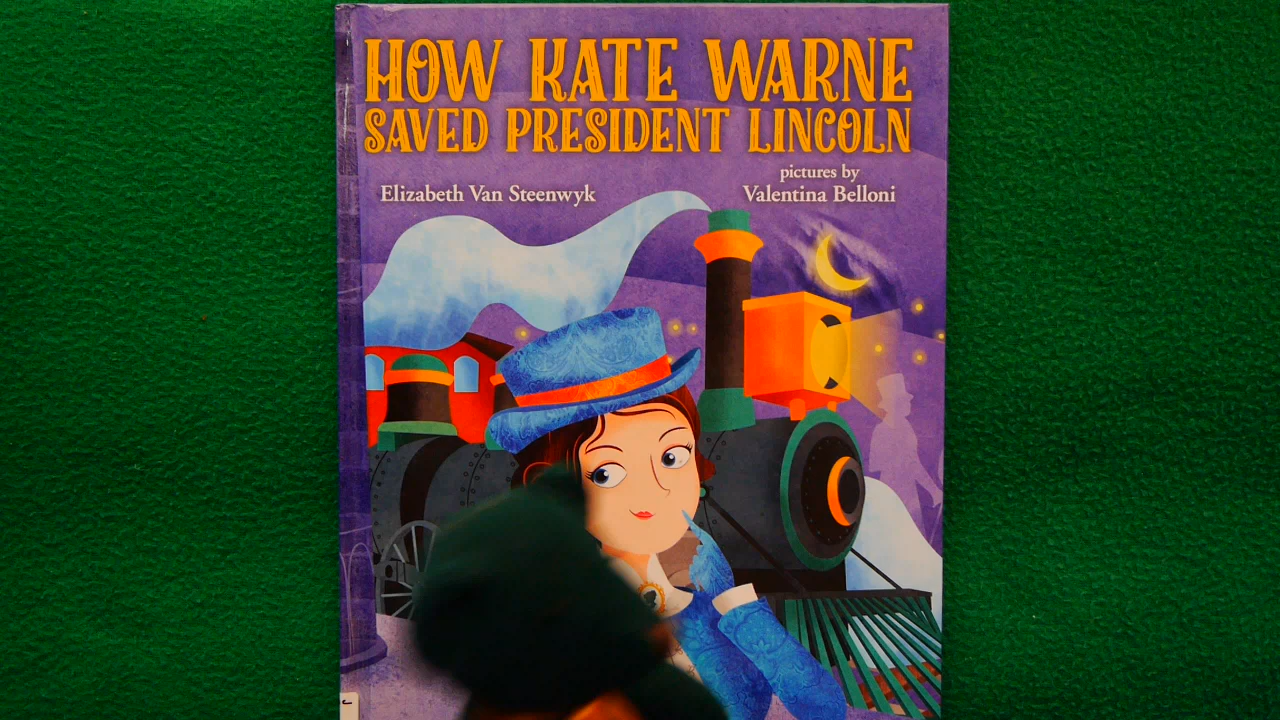 HOW KATE WARNE
SAVED PRESIDENT LINCOLN
pictures by
Elizabeth Van Steenwyk
Valentina Belloni